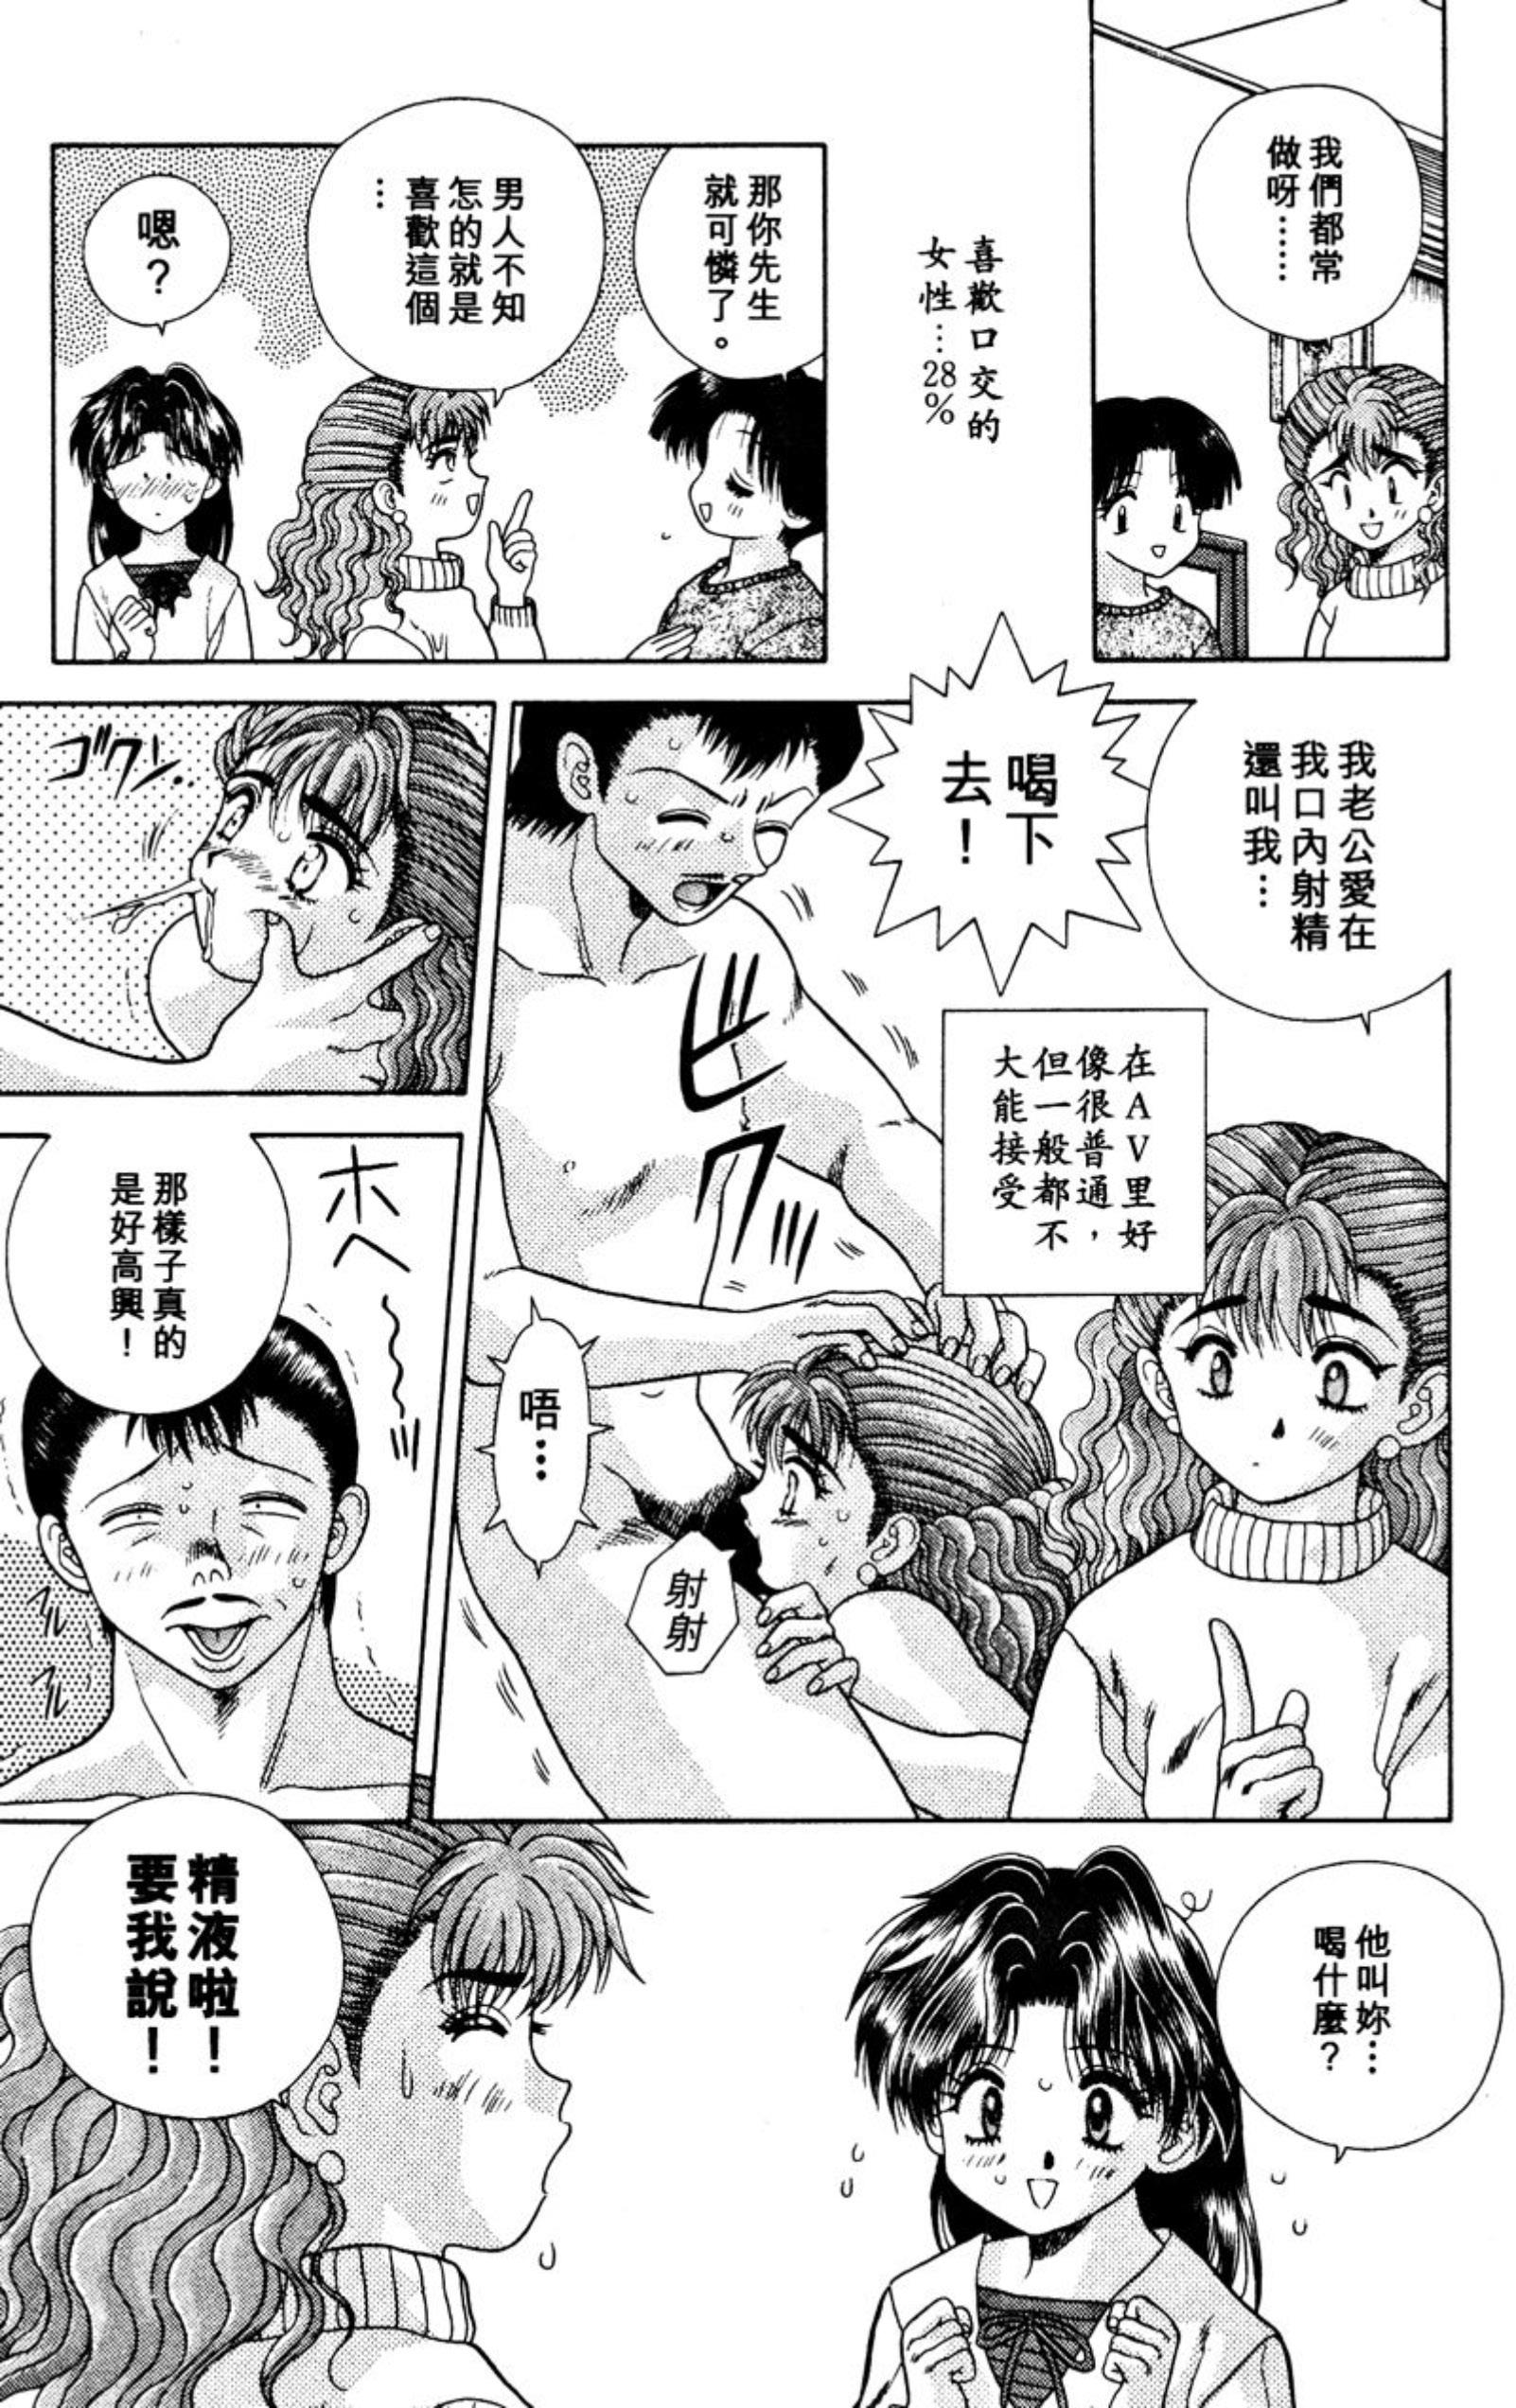 我們都常
做呀……
喜歡口交的
女性…28%
那你先生
就可憐了。
男人不知
怎的就是
喜歡這個
…
嗯？
我老公愛在
我口內射精
還叫我…
喝下
去！
在AV里好
像很普通，
但一般都不
大能接受
ビク
唔…
射射
ゴクン.
ホヘ
那樣子真的
是好高興！
他叫妳…
喝什麼？
精液啦！
要我說！